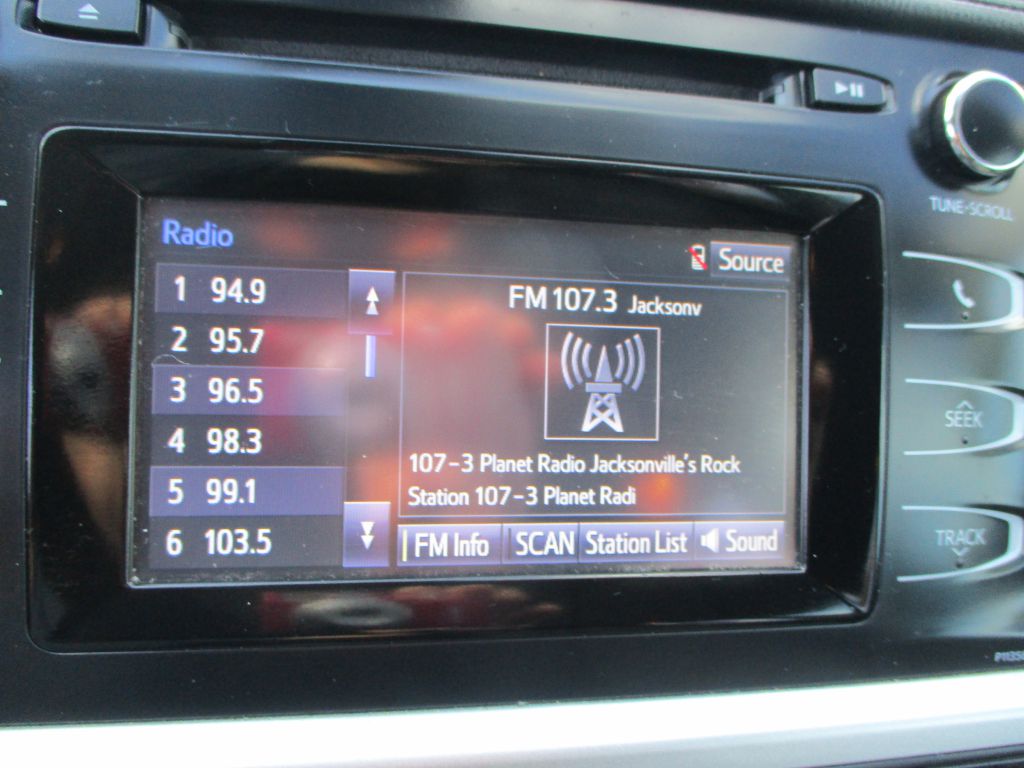 TUNE•SCROLL
Radio
Source
1 94.9
2 95.7
3 96.5
4 98.3
5 99.1
6 103.5
FM 107.3 Jacksonv
107-3 Planet Radio Jacksonville's Rock
Station 107-3 Planet Radi
FM Info
SCAN
Station List
Sound
SEEK
TRACK